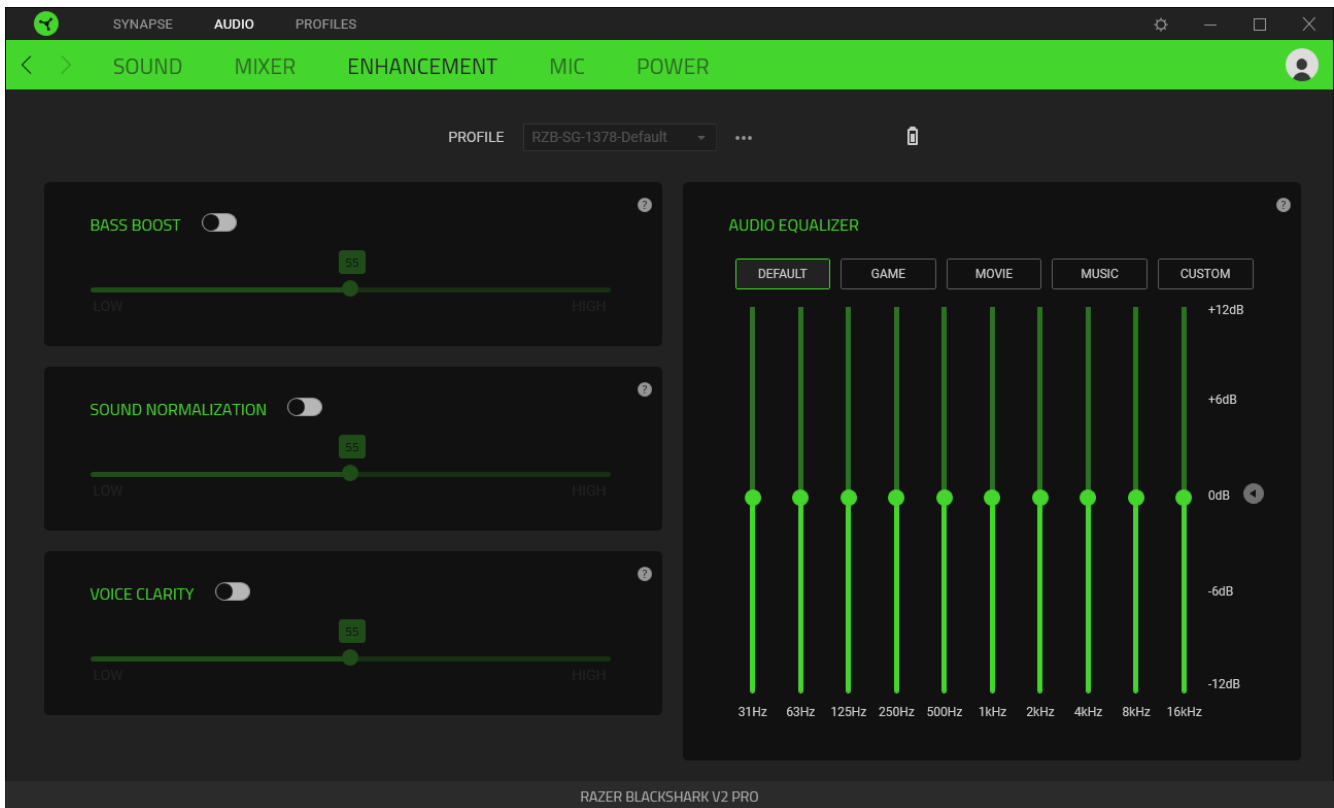 SYNAPSE AUDIO PROFILES
SOUND MIXER ENHANCEMENT MIC POWER
PROFILE RZB-SG-1378-Default
BASS BOOST
55
LOW HIGH
SOUND NORMALIZATION
55
LOW HIGH
VOICE CLARITY
55
LOW HIGH
AUDIO EQUALIZER
DEFAULT GAME MOVIE MUSIC CUSTOM
+12dB
+6dB
0dB
-6dB
-12dB
31Hz 63Hz 125Hz 250Hz 500Hz 1kHz 2kHz 4kHz 8kHz 16kHz
RAZER BLACKSHARK V2 PRO